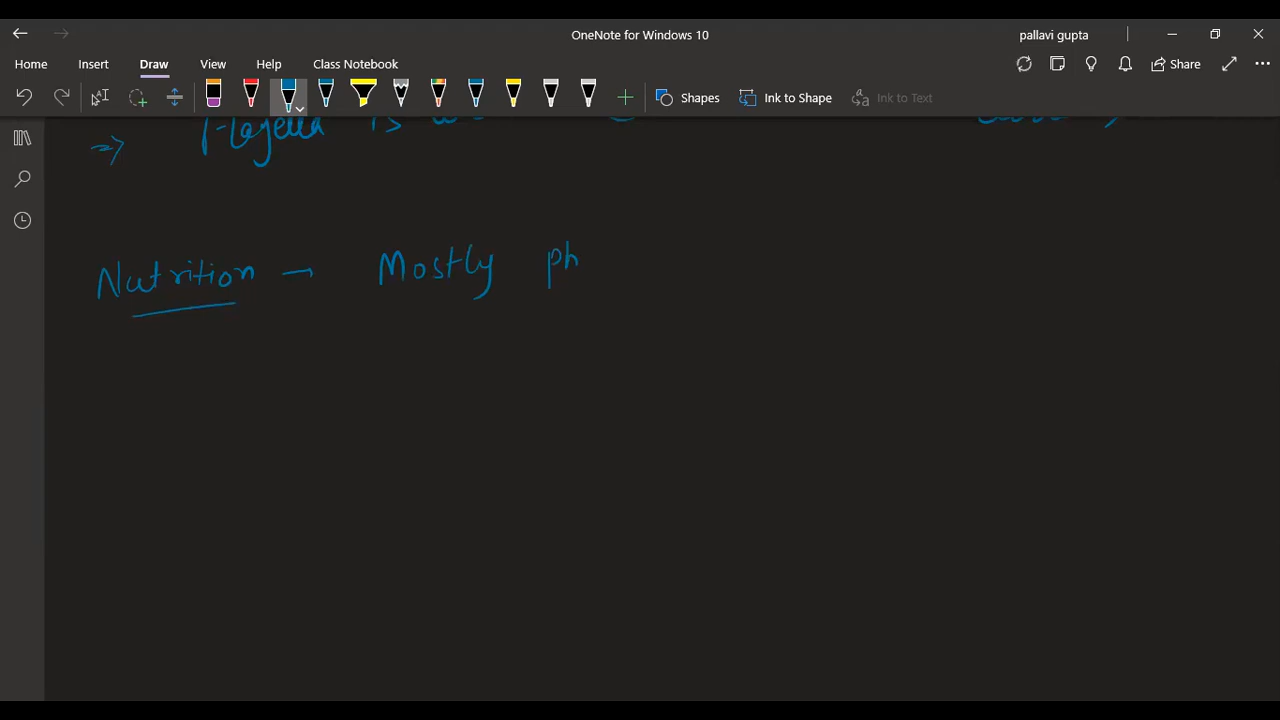 OneNote for Windows 10
pallavi gupta
Home Insert Draw View Help Class Notebook
Share
Shapes Ink to Shape Ink to Text
⇒ Flagella is
Nutrition → Mostly ph